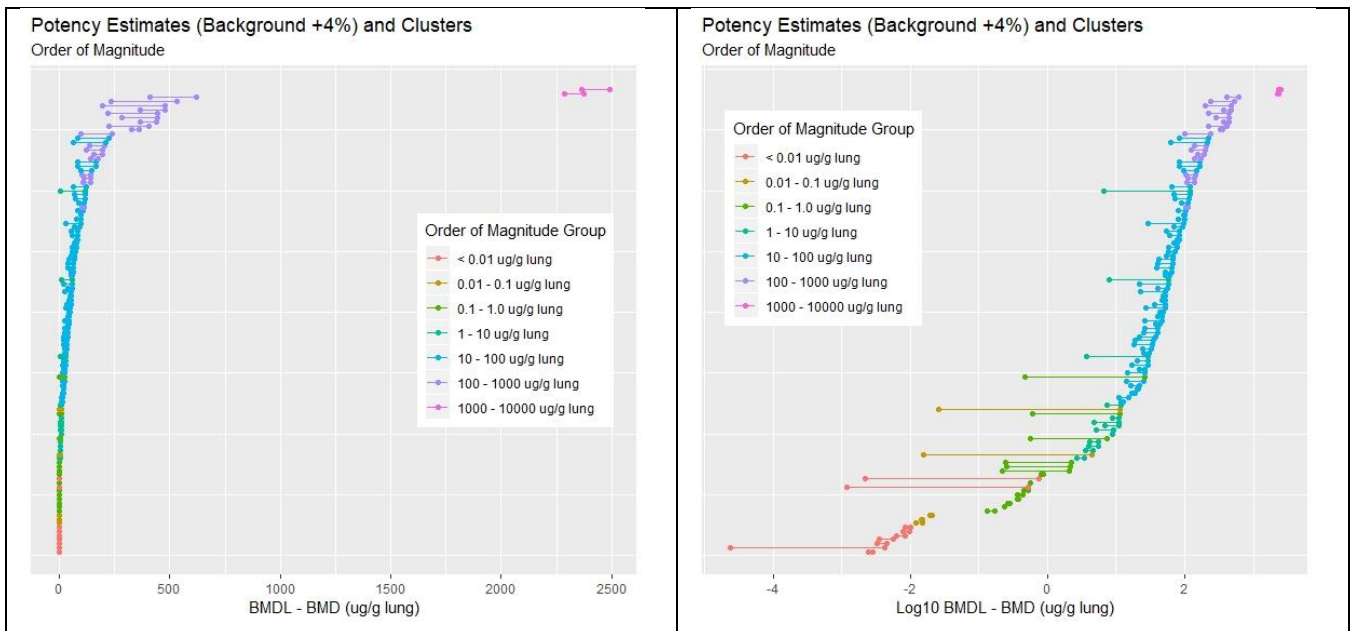 Potency Estimates (Background +4%) and Clusters
Order of Magnitude
Order of Magnitude Group
< 0.01 ug/g lung
0.01 - 0.1 ug/g lung
0.1 - 1.0 ug/g lung
1 - 10 ug/g lung
10 - 100 ug/g lung
100 - 1000 ug/g lung
1000 - 10000 ug/g lung
0 500 1000 1500 2000 2500
BMDL - BMD (ug/g lung)
Potency Estimates (Background +4%) and Clusters
Order of Magnitude
Order of Magnitude Group
< 0.01 ug/g lung
0.01 - 0.1 ug/g lung
0.1 - 1.0 ug/g lung
1 - 10 ug/g lung
10 - 100 ug/g lung
100 - 1000 ug/g lung
1000 - 10000 ug/g lung
-4 -2 0 2
Log10 BMDL - BMD (ug/g lung)